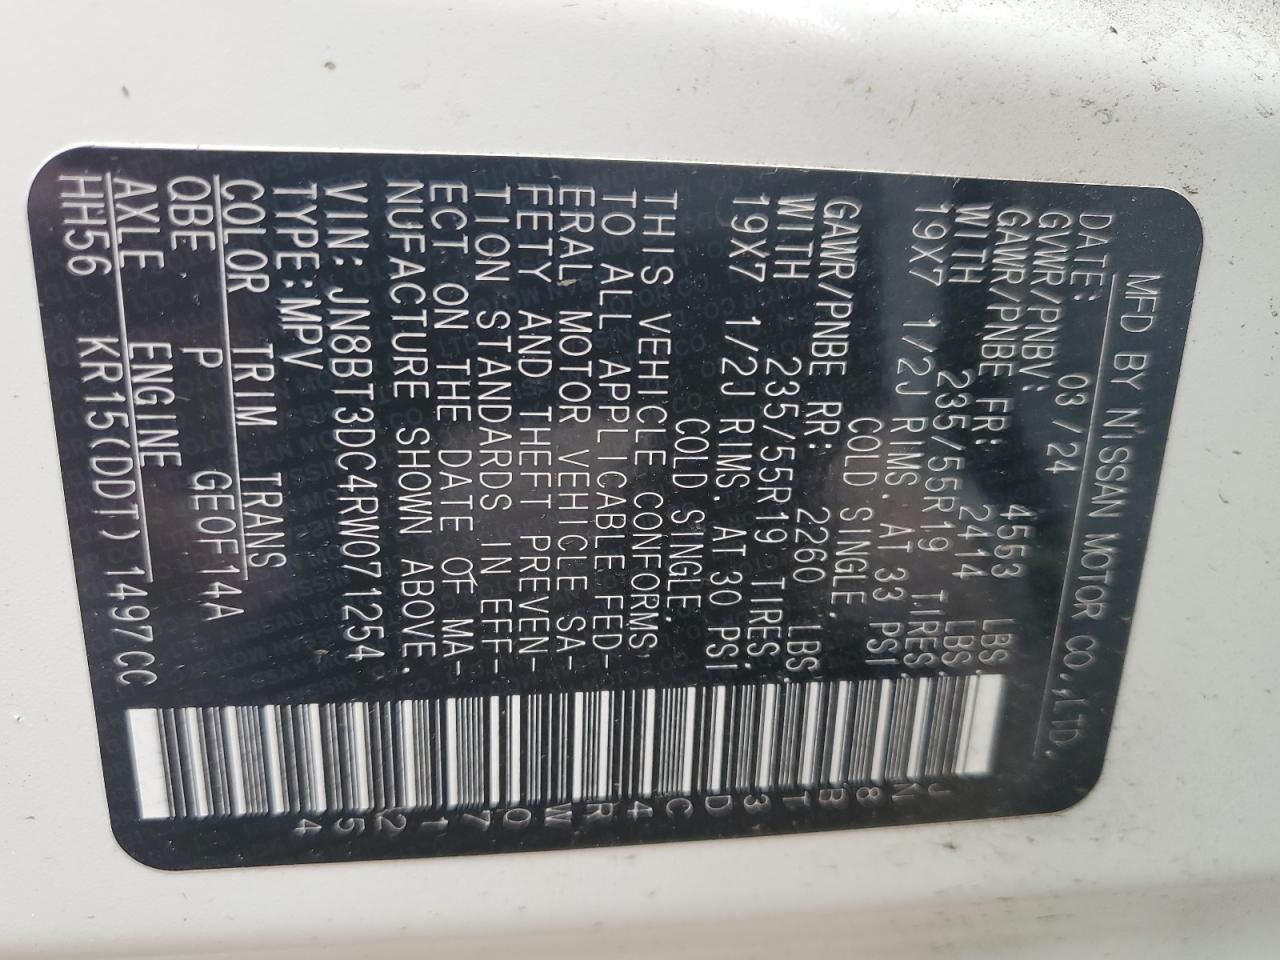 MFD BY NISSAN MOTOR CO.,LTD.
DATE: 03/24
GVWR/PNBV: 4553 LBS.
GAWR/PNBE FR: 2414 LBS.
WITH 235/55R19 TIRES,
19X7 1/2J RIMS. AT 33 PSI
COLD SINGLE,
GAWR/PNBE RR: 2260 LBS.
WITH 235/55R19 TIRES,
19X7 1/2J RIMS. AT 30 PSI
COLD SINGLE.
THIS VEHICLE CONFORMS
TO ALL APPLICABLE FED-
ERAL MOTOR VEHICLE SA-
FETY AND THEFT PREVEN-
TION STANDARDS IN EFF-
ECT ON THE DATE OF MA-
NUFACTURE SHOWN ABOVE.
VIN: JN8BT3DC4RW071254
TYPE:MPV
COLOR TRIM TRANS
QBE P GE0F14A
AXLE ENGINE
HH56 KR15(DDT) 1497CC
JN8BT3DC4RW071254